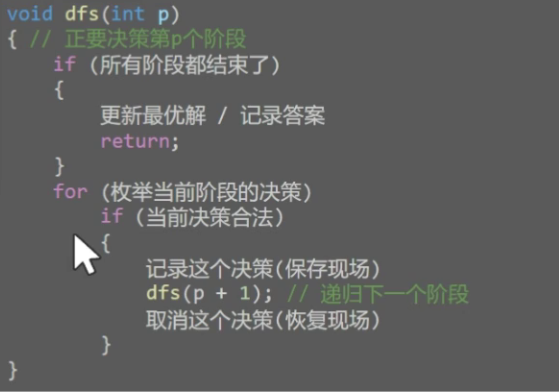 void dfs(int p)
{ // 正要决策第p个阶段
    if (所有阶段都结束了)
    {
        更新最优解 / 记录答案
        return;
    }
    for (枚举当前阶段的决策)
        if (当前决策合法)
        {
            记录这个决策(保存现场)
            dfs(p + 1); // 递归下一个阶段
            取消这个决策(恢复现场)
        }
}